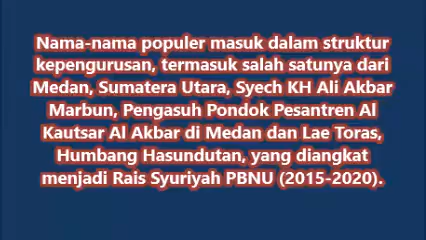 Nama-nama populer masuk dalam struktur
kepengurusan, termasuk salah satunya dari
Medan, Sumatera Utara, Syech KH Ali Akbar
Marbun, Pengasuh Pondok Pesantren Al
Kautsar Al Akbar di Medan dan Lae Toras,
Humbang Hasundutan, yang diangkat
menjadi Rais Syuriyah PBNU (2015-2020).